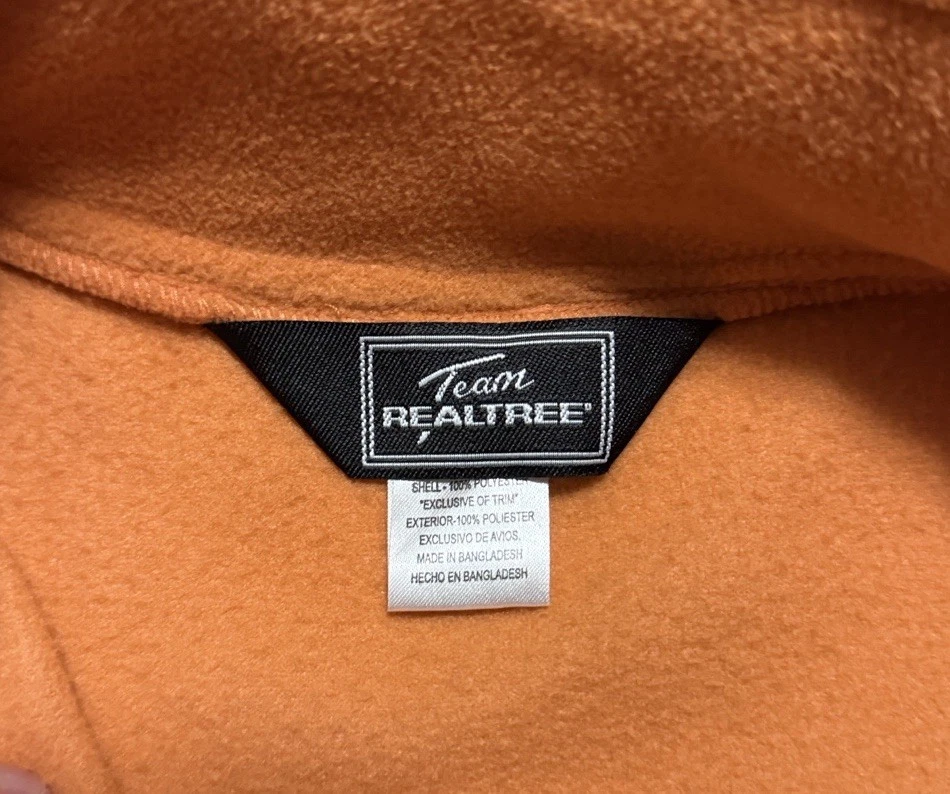 Team
REALTREE®
SHELL-100% POLYESTER
"EXCLUSIVE OF TRIM"
EXTERIOR-100% POLIESTER
EXCLUSIVO DE AVIOS.
MADE IN BANGLADESH
HECHO EN BANGLADESH